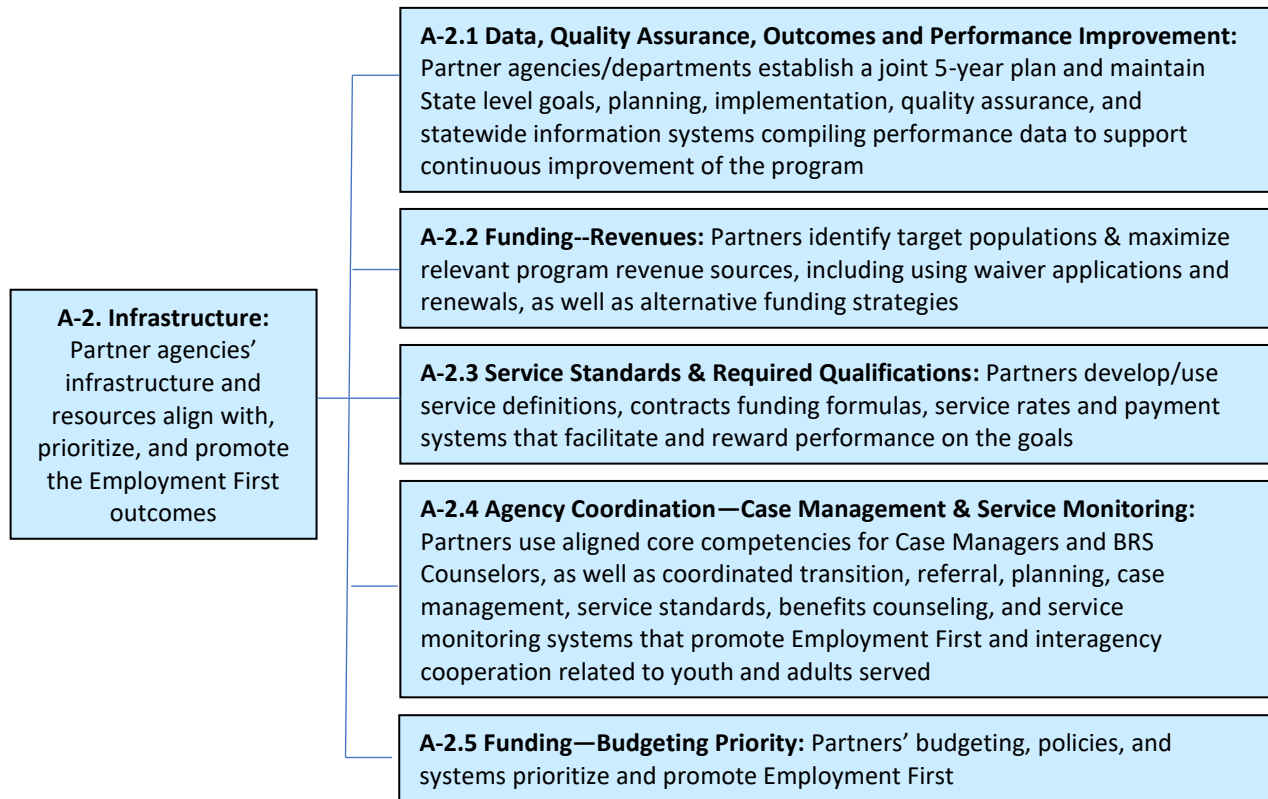 A-2. Infrastructure:
Partner agencies’
infrastructure and
resources align with,
prioritize, and promote
the Employment First
outcomes
A-2.1 Data, Quality Assurance, Outcomes and Performance Improvement:
Partner agencies/departments establish a joint 5-year plan and maintain
State level goals, planning, implementation, quality assurance, and
statewide information systems compiling performance data to support
continuous improvement of the program
A-2.2 Funding--Revenues: Partners identify target populations & maximize
relevant program revenue sources, including using waiver applications and
renewals, as well as alternative funding strategies
A-2.3 Service Standards & Required Qualifications: Partners develop/use
service definitions, contracts funding formulas, service rates and payment
systems that facilitate and reward performance on the goals
A-2.4 Agency Coordination—Case Management & Service Monitoring:
Partners use aligned core competencies for Case Managers and BRS
Counselors, as well as coordinated transition, referral, planning, case
management, service standards, benefits counseling, and service
monitoring systems that promote Employment First and interagency
cooperation related to youth and adults served
A-2.5 Funding—Budgeting Priority: Partners’ budgeting, policies, and
systems prioritize and promote Employment First